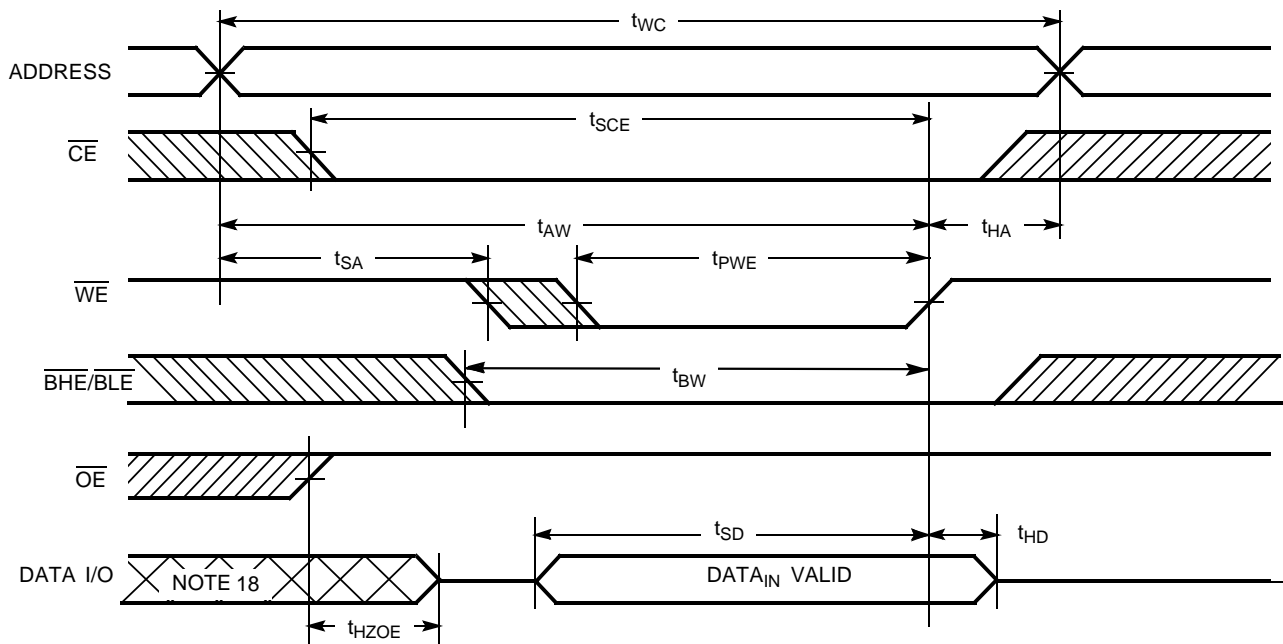 tWC
ADDRESS
tSCE
CE
tAW
tHA
tSA
tPWE
WE
BHE/BLE
tBW
OE
tSD
tHD
DATA I/O
NOTE 18
DATAIN VALID
tHZOE